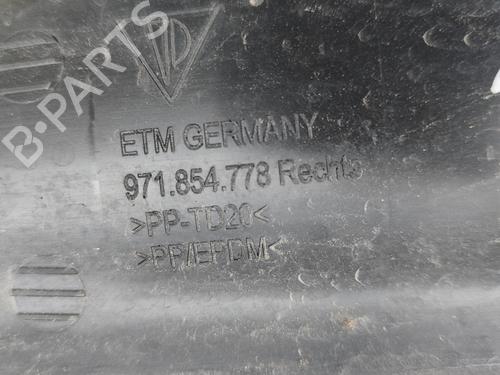 B-PARTS
ETM GERMANY
971.854.778 Rechts
>PP-TD20<
>PP/EPDM<